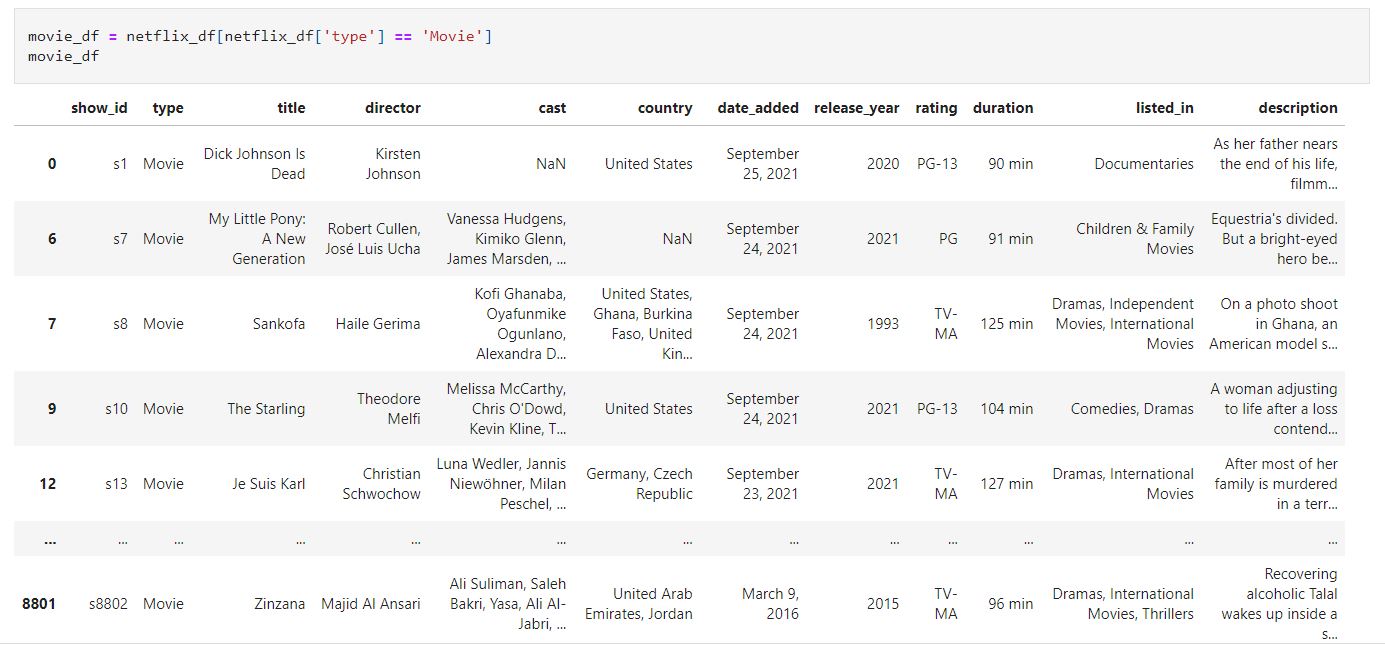 movie_df = netflix_df[netflix_df['type'] == 'Movie']
movie_df
show_id type title director cast country date_added release_year rating duration listed_in description
0 s1 Movie Dick Johnson Is Dead Kirsten Johnson NaN United States September 25, 2021 2020 PG-13 90 min Documentaries As her father nears the end of his life, filmm...
6 s7 Movie My Little Pony: A New Generation Robert Cullen, José Luis Ucha Vanessa Hudgens, Kimiko Glenn, James Marsden, ... NaN September 24, 2021 2021 PG 91 min Children & Family Movies Equestria's divided. But a bright-eyed hero be...
7 s8 Movie Sankofa Haile Gerima Kofi Ghanaba, Oyafunmike Ogunlano, Alexandra D... United States, Ghana, Burkina Faso, United Kin... September 24, 2021 1993 TV-MA 125 min Dramas, Independent Movies, International Movies On a photo shoot in Ghana, an American model s...
9 s10 Movie The Starling Theodore Melfi Melissa McCarthy, Chris O'Dowd, Kevin Kline, T... United States September 24, 2021 2021 PG-13 104 min Comedies, Dramas A woman adjusting to life after a loss contend...
12 s13 Movie Je Suis Karl Christian Schwochow Luna Wedler, Jannis Niewöhner, Milan Peschel, ... Germany, Czech Republic September 23, 2021 2021 TV-MA 127 min Dramas, International Movies After most of her family is murdered in a terr...
... ... ... ... ... ... ... ... ... ... ... ... ...
8801 s8802 Movie Zinzana Majid Al Ansari Ali Suliman, Saleh Bakri, Yasa, Ali Al-Jabri, ... United Arab Emirates, Jordan March 9, 2016 2015 TV-MA 96 min Dramas, International Movies, Thrillers Recovering alcoholic Talal wakes up inside a s...